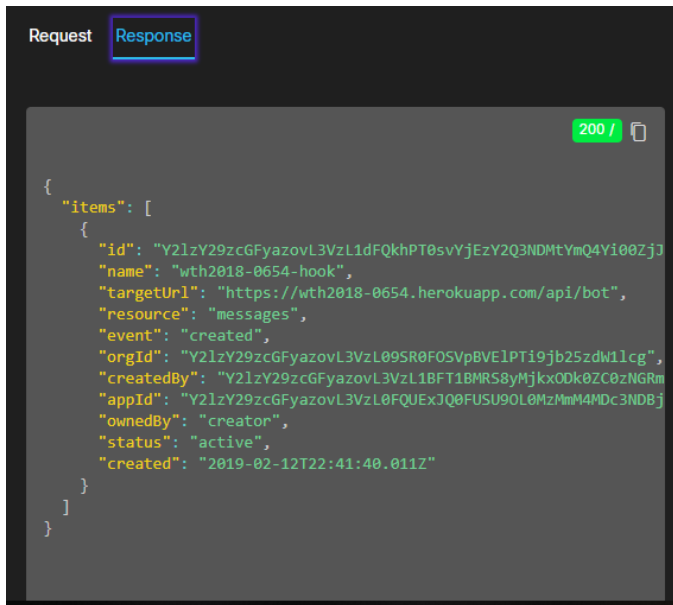 Request Response
200 /
{
"items": [
{
"id": "Y2lzY29zcGFyazovL3VzL1dFQkhPT0svYjEzY2Q3NDMtYmQ4Yi00ZjJ
"name": "wth2018-0654-hook",
"targetUrl": "https://wth2018-0654.herokuapp.com/api/bot",
"resource": "messages",
"event": "created",
"orgId": "Y2lzY29zcGFyazovL3VzL09SR0FOSVpBVElPTi9jb25zdW1lcg",
"createdBy": "Y2lzY29zcGFyazovL3VzL1BFT1BMRS8yMjkxODk0ZC0zNGRm
"appId": "Y2lzY29zcGFyazovL3VzL0FQUExJQ0FUSU9OL0MzMmM4MDc3NDBj
"ownedBy": "creator",
"status": "active",
"created": "2019-02-12T22:41:40.011Z"
}
]
}